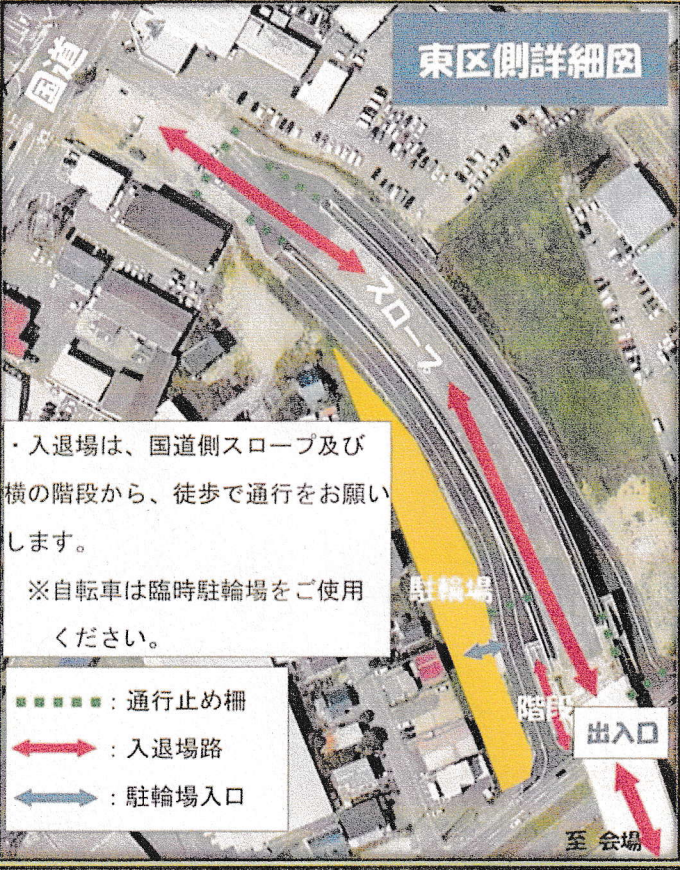 東区側詳細図
国道
スロープ
・入退場は、国道側スロープ及び
横の階段から、徒歩で通行をお願い
します。
※自転車は臨時駐輪場をご使用
ください。
駐輪場
階段
出入口
：通行止め柵
：入退場路
：駐輪場入口
至 会場